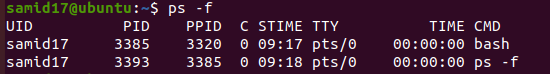 samid17@ubuntu:~$ ps -f
UID          PID    PPID  C STIME TTY          TIME CMD
samid17     3385    3320  0 09:17 pts/0    00:00:00 bash
samid17     3393    3385  0 09:18 pts/0    00:00:00 ps -f